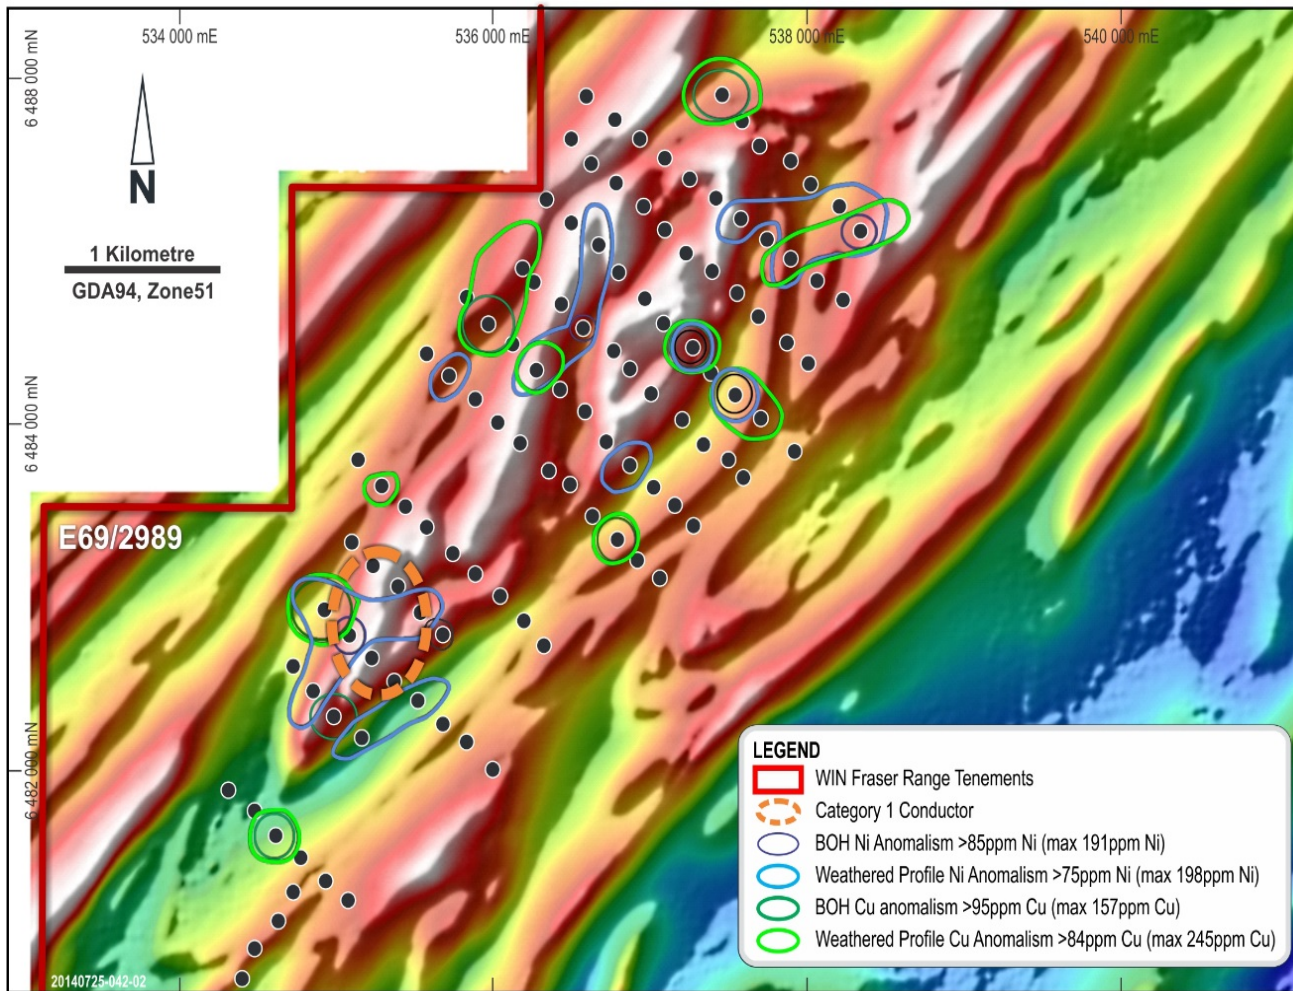 534 000 mE
536 000 mE
538 000 mE
540 000 mE
6 488 000 mN
N
1 Kilometre
GDA94, Zone51
6 484 000 mN
E69/2989
6 482 000 mN
LEGEND
WIN Fraser Range Tenements
Category 1 Conductor
BOH Ni Anomalism >85ppm Ni (max 191ppm Ni)
Weathered Profile Ni Anomalism >75ppm Ni (max 198ppm Ni)
BOH Cu anomalism >95ppm Cu (max 157ppm Cu)
Weathered Profile Cu Anomalism >84ppm Cu (max 245ppm Cu)
20140725-042-02